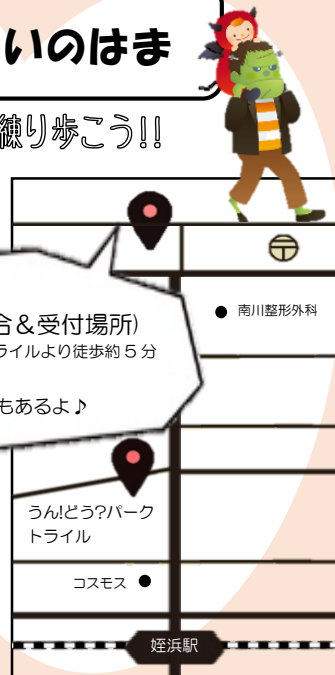 いのはま
練り歩こう!!
〒
南川整形外科
合&受付場所)
ライルより徒歩約5分
もあるよ♪
うん!どう?パーク
トライル
コスモス
姪浜駅